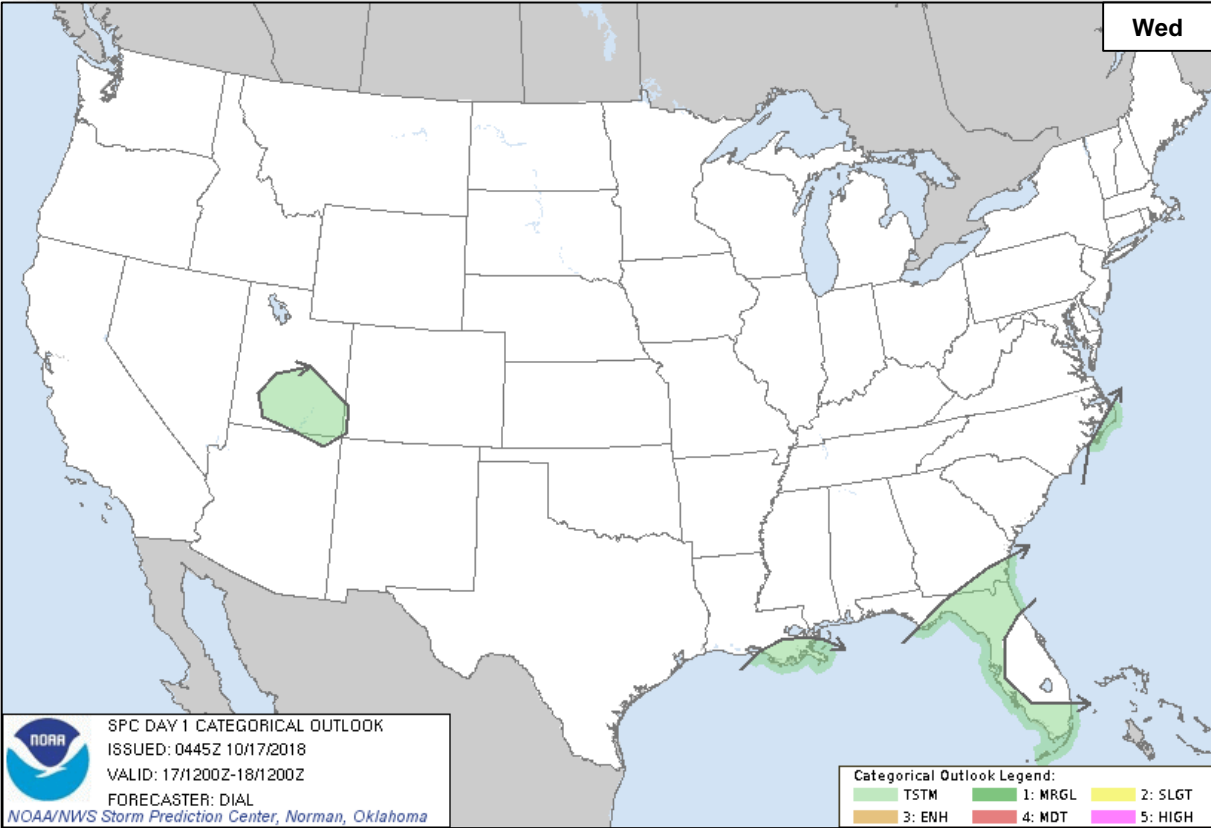 Wed
NOAA
SPC DAY 1 CATEGORICAL OUTLOOK
ISSUED: 0445Z 10/17/2018
VALID: 17/1200Z-18/1200Z
FORECASTER: DIAL
NOAA/NWS Storm Prediction Center, Norman, Oklahoma
Categorical Outlook Legend:
TSTM 1: MRGL 2: SLGT
3: ENH 4: MDT 5: HIGH